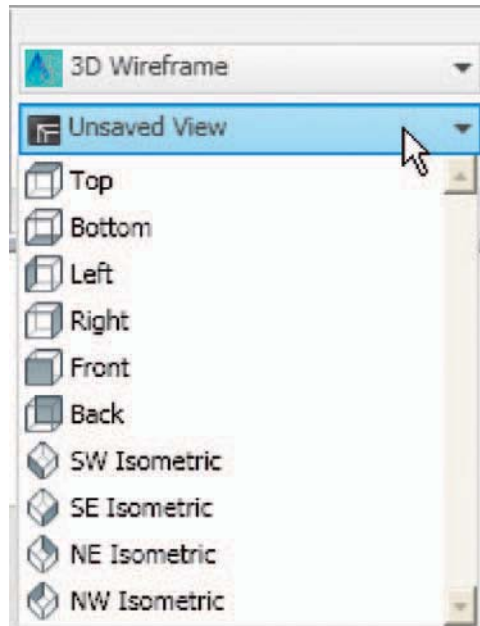 3D Wireframe
Unsaved View
Top
Bottom
Left
Right
Front
Back
SW Isometric
SE Isometric
NE Isometric
NW Isometric